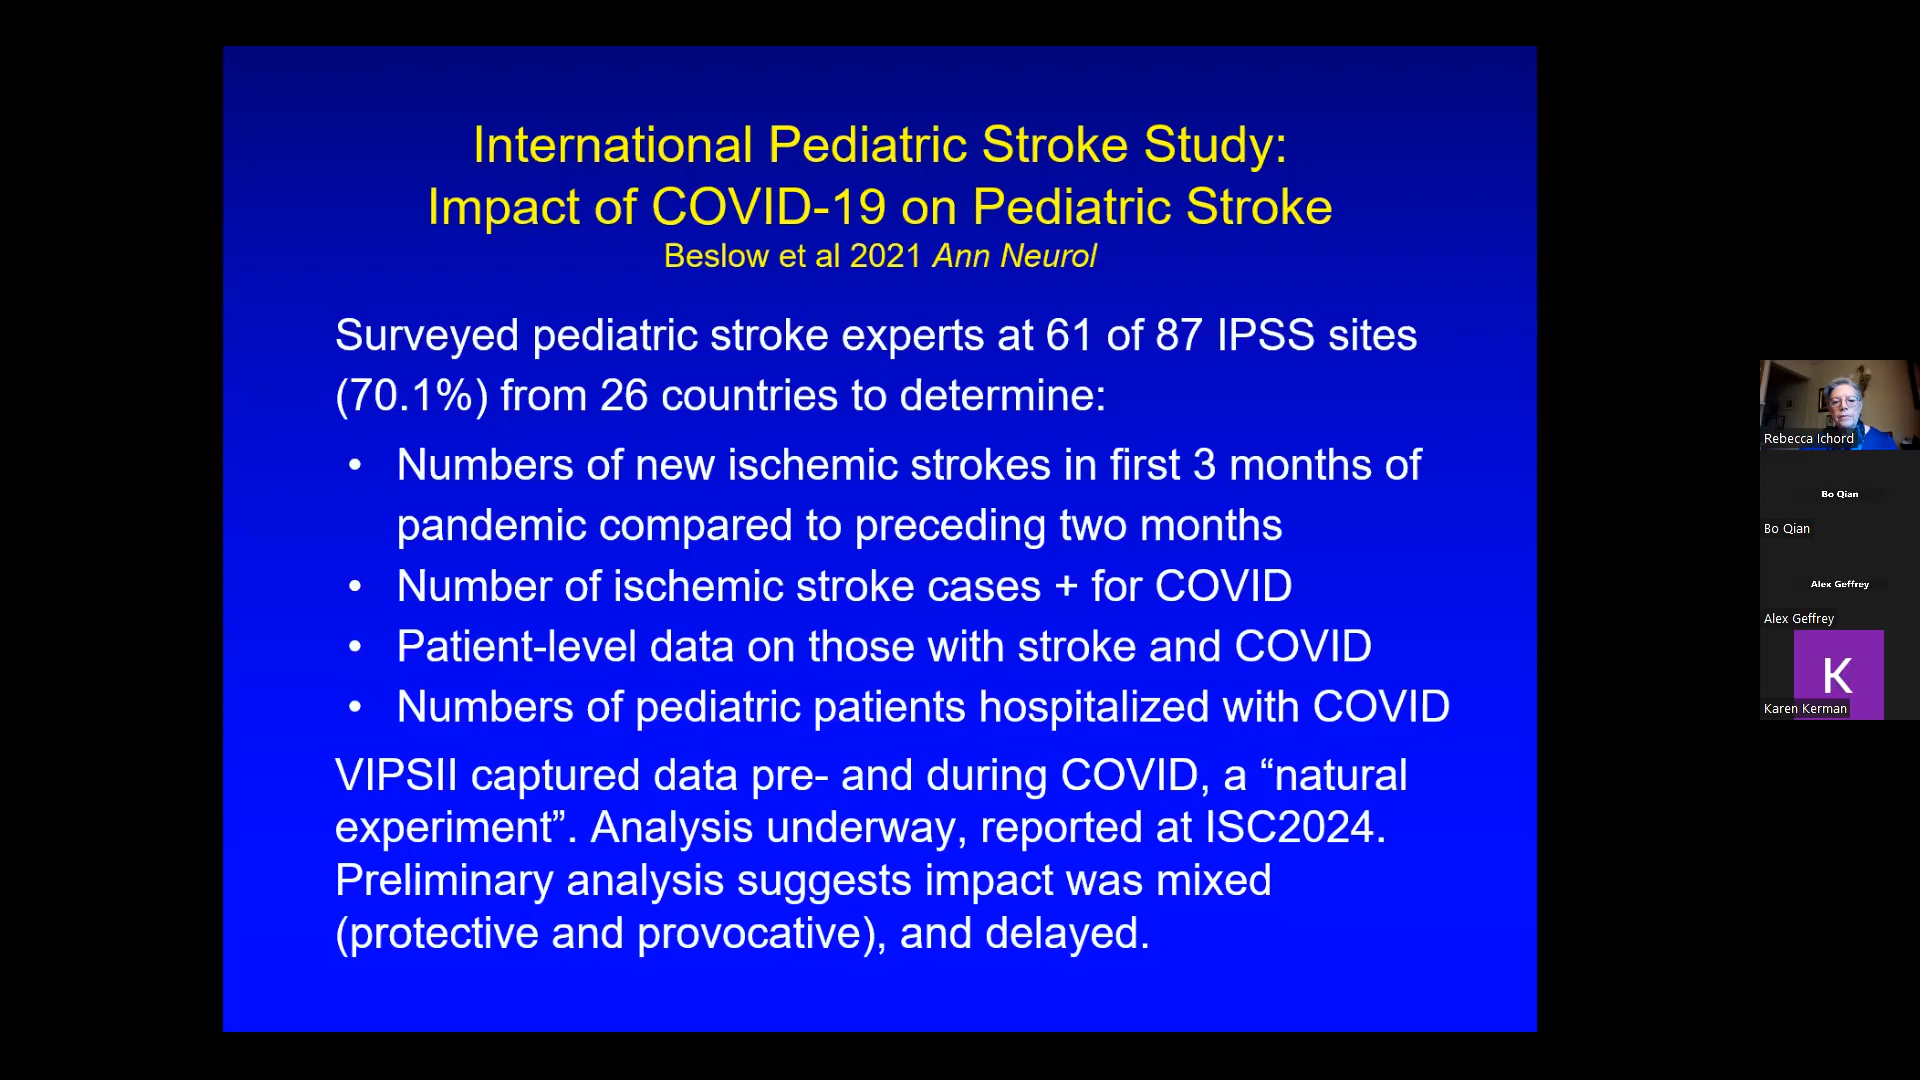 International Pediatric Stroke Study:
Impact of COVID-19 on Pediatric Stroke
Beslow et al 2021 Ann Neurol
Surveyed pediatric stroke experts at 61 of 87 IPSS sites
(70.1%) from 26 countries to determine:
• Numbers of new ischemic strokes in first 3 months of
pandemic compared to preceding two months
• Number of ischemic stroke cases + for COVID
• Patient-level data on those with stroke and COVID
• Numbers of pediatric patients hospitalized with COVID
VIPSII captured data pre- and during COVID, a “natural
experiment”. Analysis underway, reported at ISC2024.
Preliminary analysis suggests impact was mixed
(protective and provocative), and delayed.
Rebecca Ichord
Bo Qian
Bo Qian
Alex Geffrey
Alex Geffrey
K
Karen Kerman